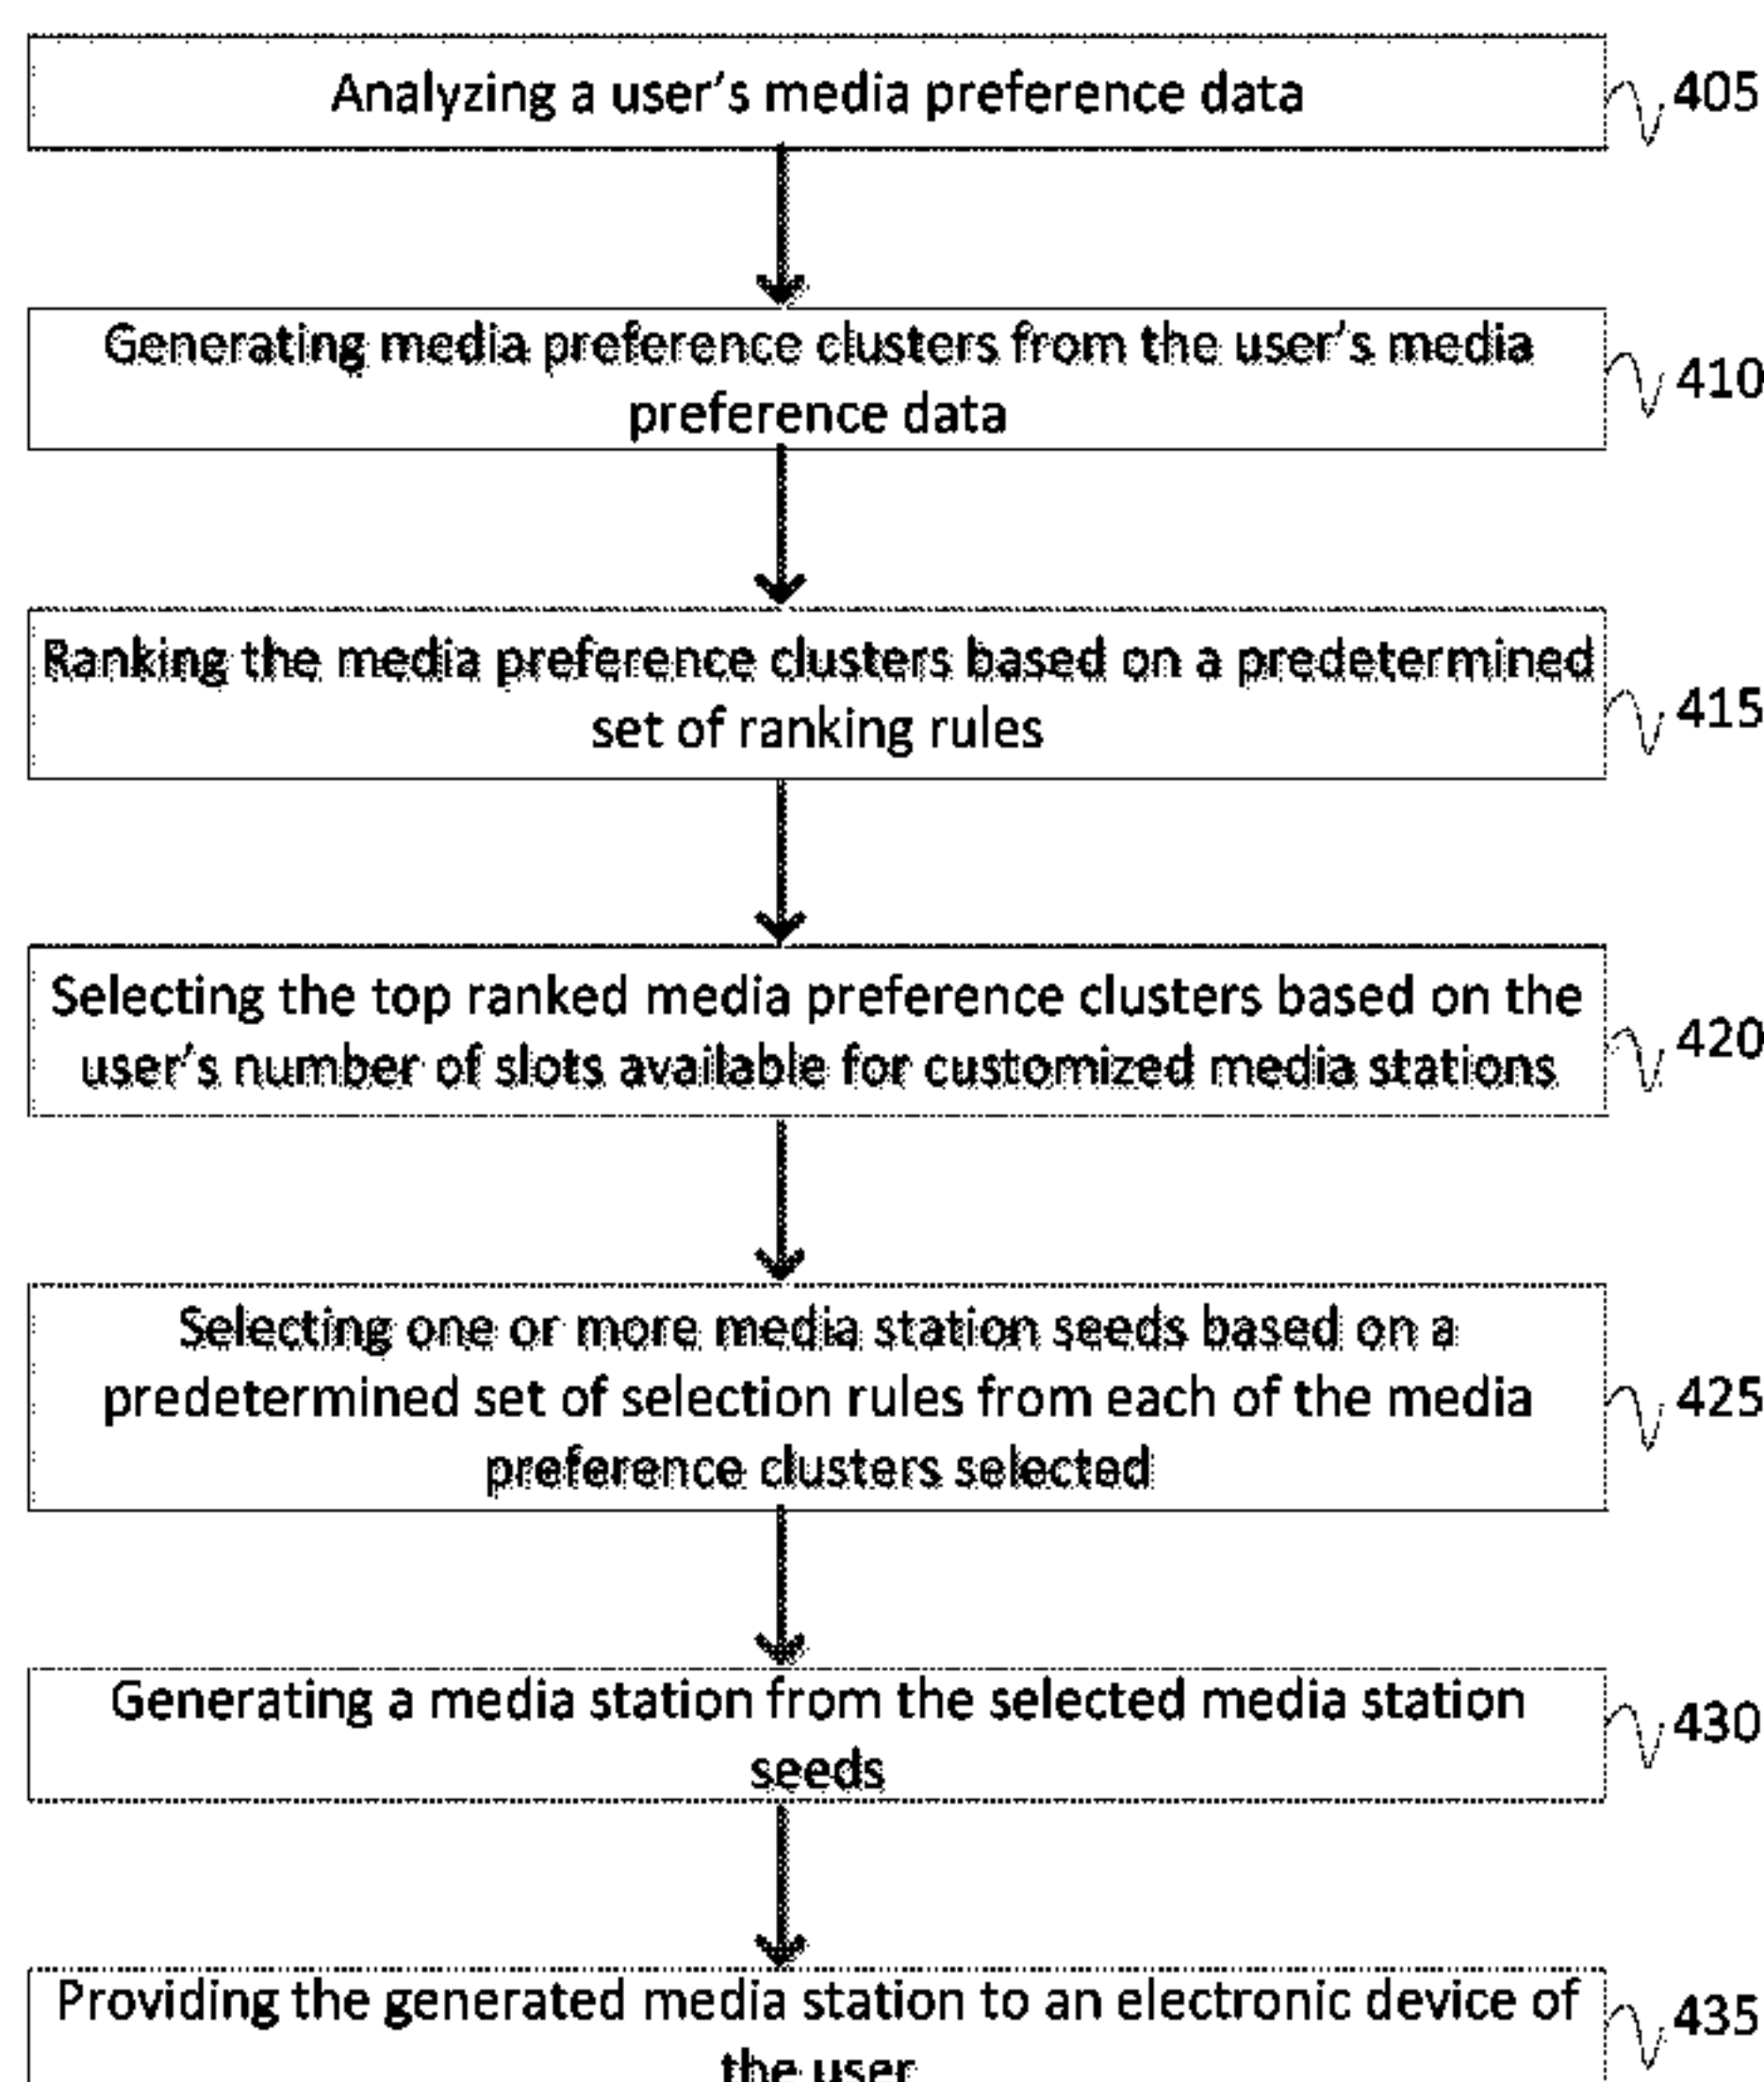 Analyzing a user's media preference data
405
Generating media preference clusters from the user's media
preference data
410
Ranking the media preference clusters based on a predetermined
set of ranking rules
415
Selecting the top ranked media preference clusters based on the
user's number of slots available for customized media stations
420
Selecting one or more media station seeds based on a
predetermined set of selection rules from each of the media
preference clusters selected
425
Generating a media station from the selected media station
seeds
430
Providing the generated media station to an electronic device of
the user
435